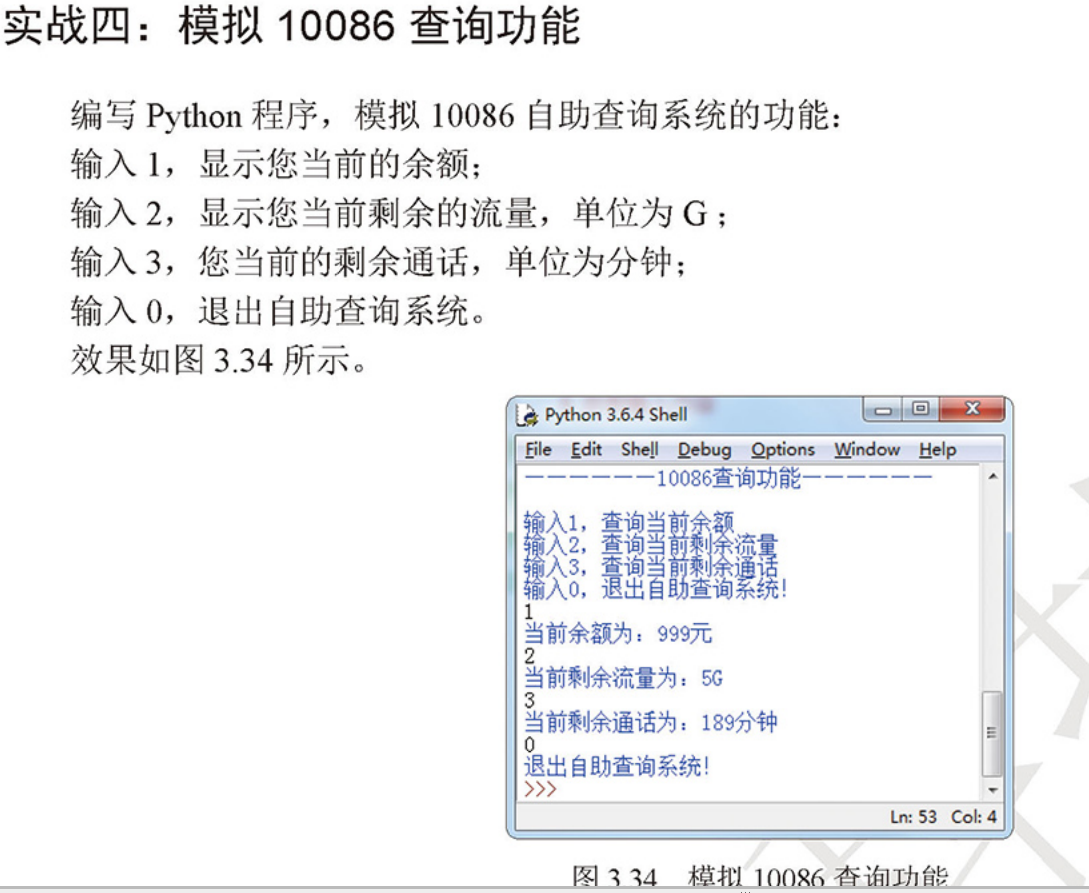 实战四：模拟 10086 查询功能
编写 Python 程序，模拟 10086 自助查询系统的功能：
输入 1，显示您当前的余额；
输入 2，显示您当前剩余的流量，单位为 G；
输入 3，您当前的剩余通话，单位为分钟；
输入 0，退出自助查询系统。
效果如图 3.34 所示。
Python 3.6.4 Shell
File Edit Shell Debug Options Window Help
——————10086查询功能——————
输入1，查询当前余额
输入2，查询当前剩余流量
输入3，查询当前剩余通话
输入0，退出自助查询系统!
1
当前余额为：999元
2
当前剩余流量为：5G
3
当前剩余通话为：189分钟
0
退出自助查询系统!
>>>
Ln: 53 Col: 4
图 3.34 模拟 10086 查询功能